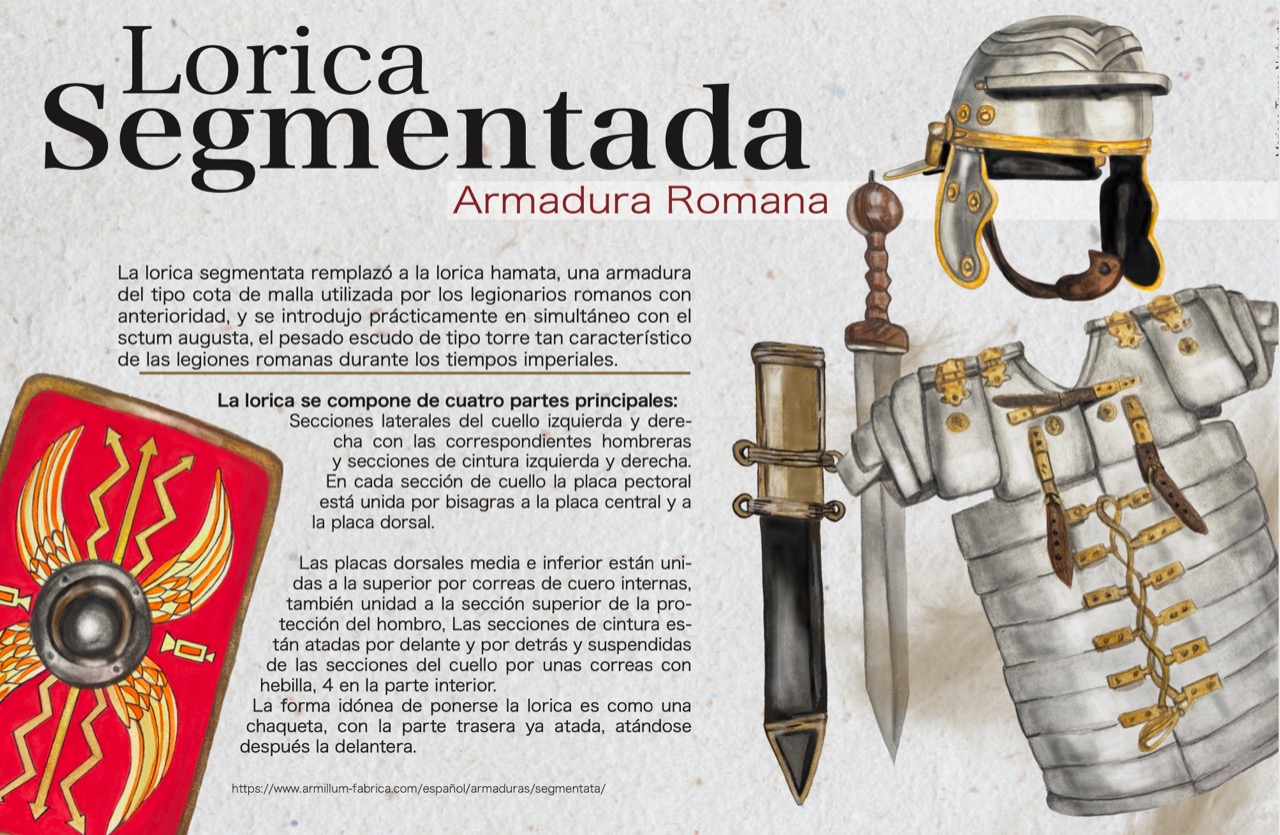 Lorica
Segmentada
Armadura Romana
La lorica segmentata remplazó a la lorica hamata, una armadura
del tipo cota de malla utilizada por los legionarios romanos con
anterioridad, y se introdujo prácticamente en simultáneo con el
sctum augusta, el pesado escudo de tipo torre tan característico
de las legiones romanas durante los tiempos imperiales.
La lorica se compone de cuatro partes principales:
Secciones laterales del cuello izquierda y dere-
cha con las correspondientes hombreras
y secciones de cintura izquierda y derecha.
En cada sección de cuello la placa pectoral
está unida por bisagras a la placa central y a
la placa dorsal.
Las placas dorsales media e inferior están uni-
das a la superior por correas de cuero internas,
también unidad a la sección superior de la pro-
tección del hombro, Las secciones de cintura es-
tán atadas por delante y por detrás y suspendidas
de las secciones del cuello por unas correas con
hebilla, 4 en la parte interior.
La forma idónea de ponerse la lorica es como una
chaqueta, con la parte trasera ya atada, atándose
después la delantera.
https://www.armillum-fabrica.com/español/armaduras/segmentata/